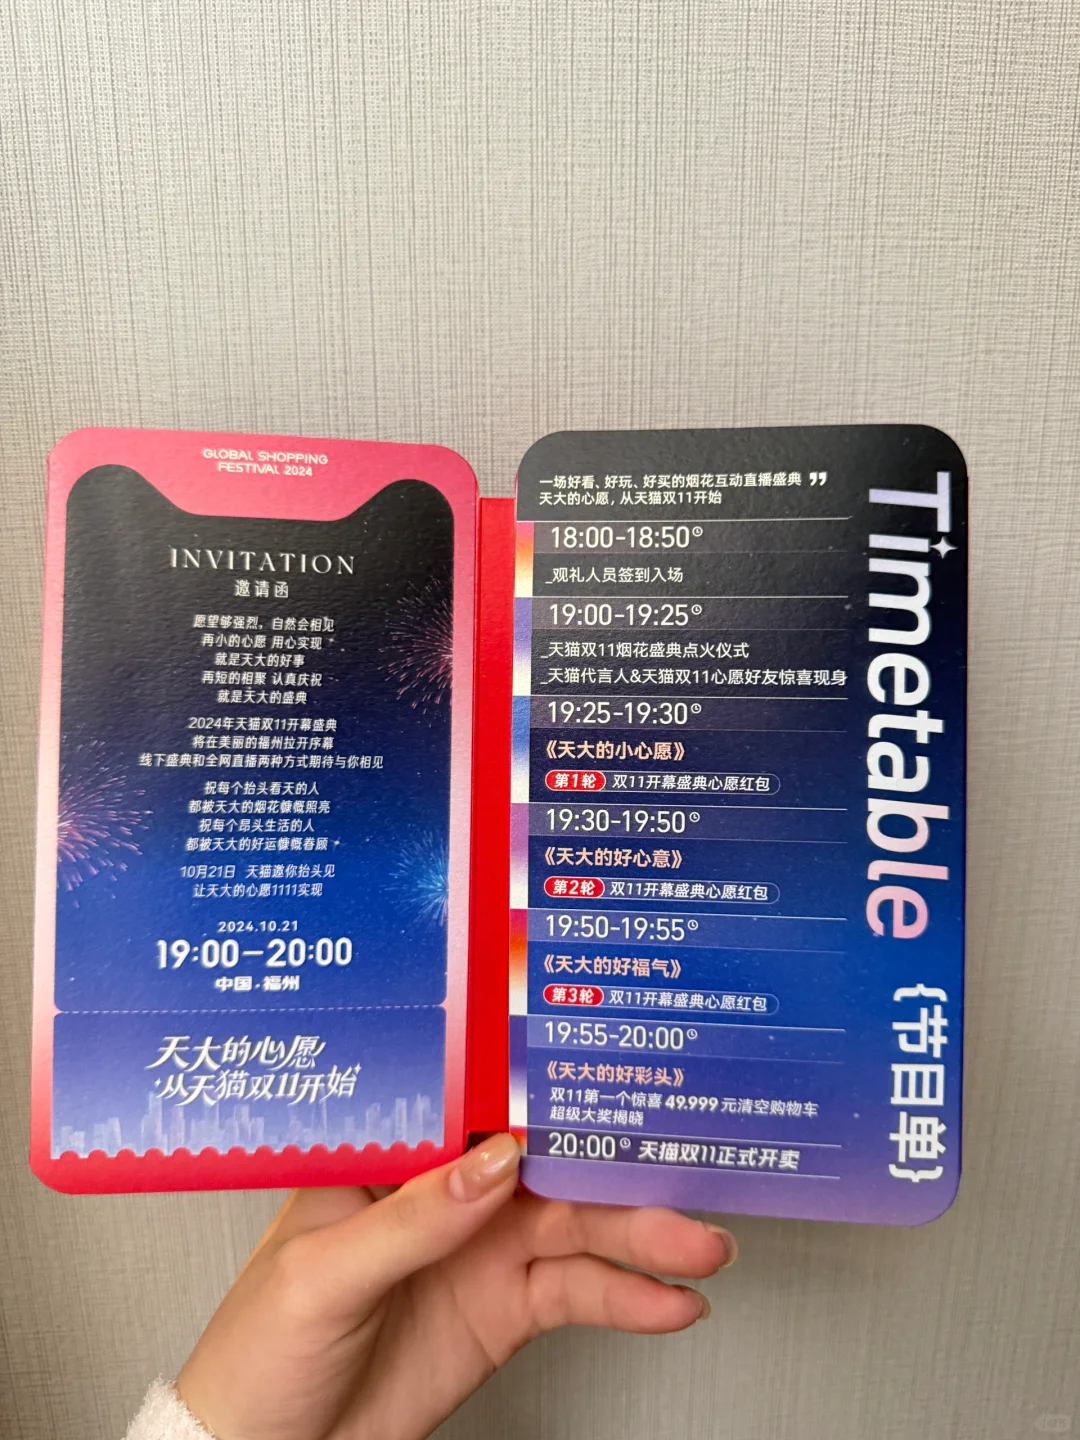 GLOBAL SHOPPING
FESTIVAL 2024
INVITATION
邀请函
愿望够强烈，自然会相见
再小的心愿 用心实现
就是天大的好事
再短的相聚 认真庆祝
就是天大的盛典
2024年天猫双11开幕盛典
将在美丽的福州拉开序幕
线下盛典和全网直播两种方式期待与你相见
祝每个抬头看天的人
都被天大的烟花慷慨照亮
祝每个昂头生活的人
都被天大的好运慷慨眷顾
10月21日 天猫邀你抬头见
让天大的心愿1111实现
2024.10.21
19:00—20:00
中国·福州
天大的心愿
从天猫双11开始
一场好看、好玩、好买的烟花互动直播盛典”
天大的心愿，从天猫双11开始
18:00-18:50
_观礼人员签到入场
19:00-19:25
_天猫双11烟花盛典点火仪式
_天猫代言人&天猫双11心愿好友惊喜现身
19:25-19:30
《天大的小心愿》
第1轮 双11开幕盛典心愿红包
19:30-19:50
《天大的好心意》
第2轮 双11开幕盛典心愿红包
19:50-19:55
《天大的好福气》
第3轮 双11开幕盛典心愿红包
19:55-20:00
《天大的好彩头》
双11第一个惊喜 49,999 元清空购物车
超级大奖揭晓
20:00 天猫双11正式开卖
Timetable
{节目单}
小红书